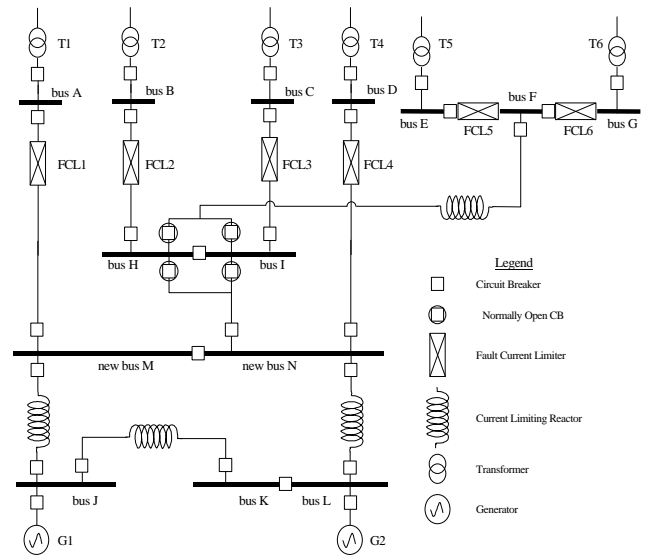 T1
T2
T3
T4
T5
T6
bus A
bus B
bus C
bus D
bus F
bus E
FCL5
FCL6
bus G
FCL1
FCL2
FCL3
FCL4
bus H
bus I
Legend
Circuit Breaker
Normally Open CB
Fault Current Limiter
Current Limiting Reactor
Transformer
Generator
new bus M
new bus N
bus J
bus K
bus L
G1
G2